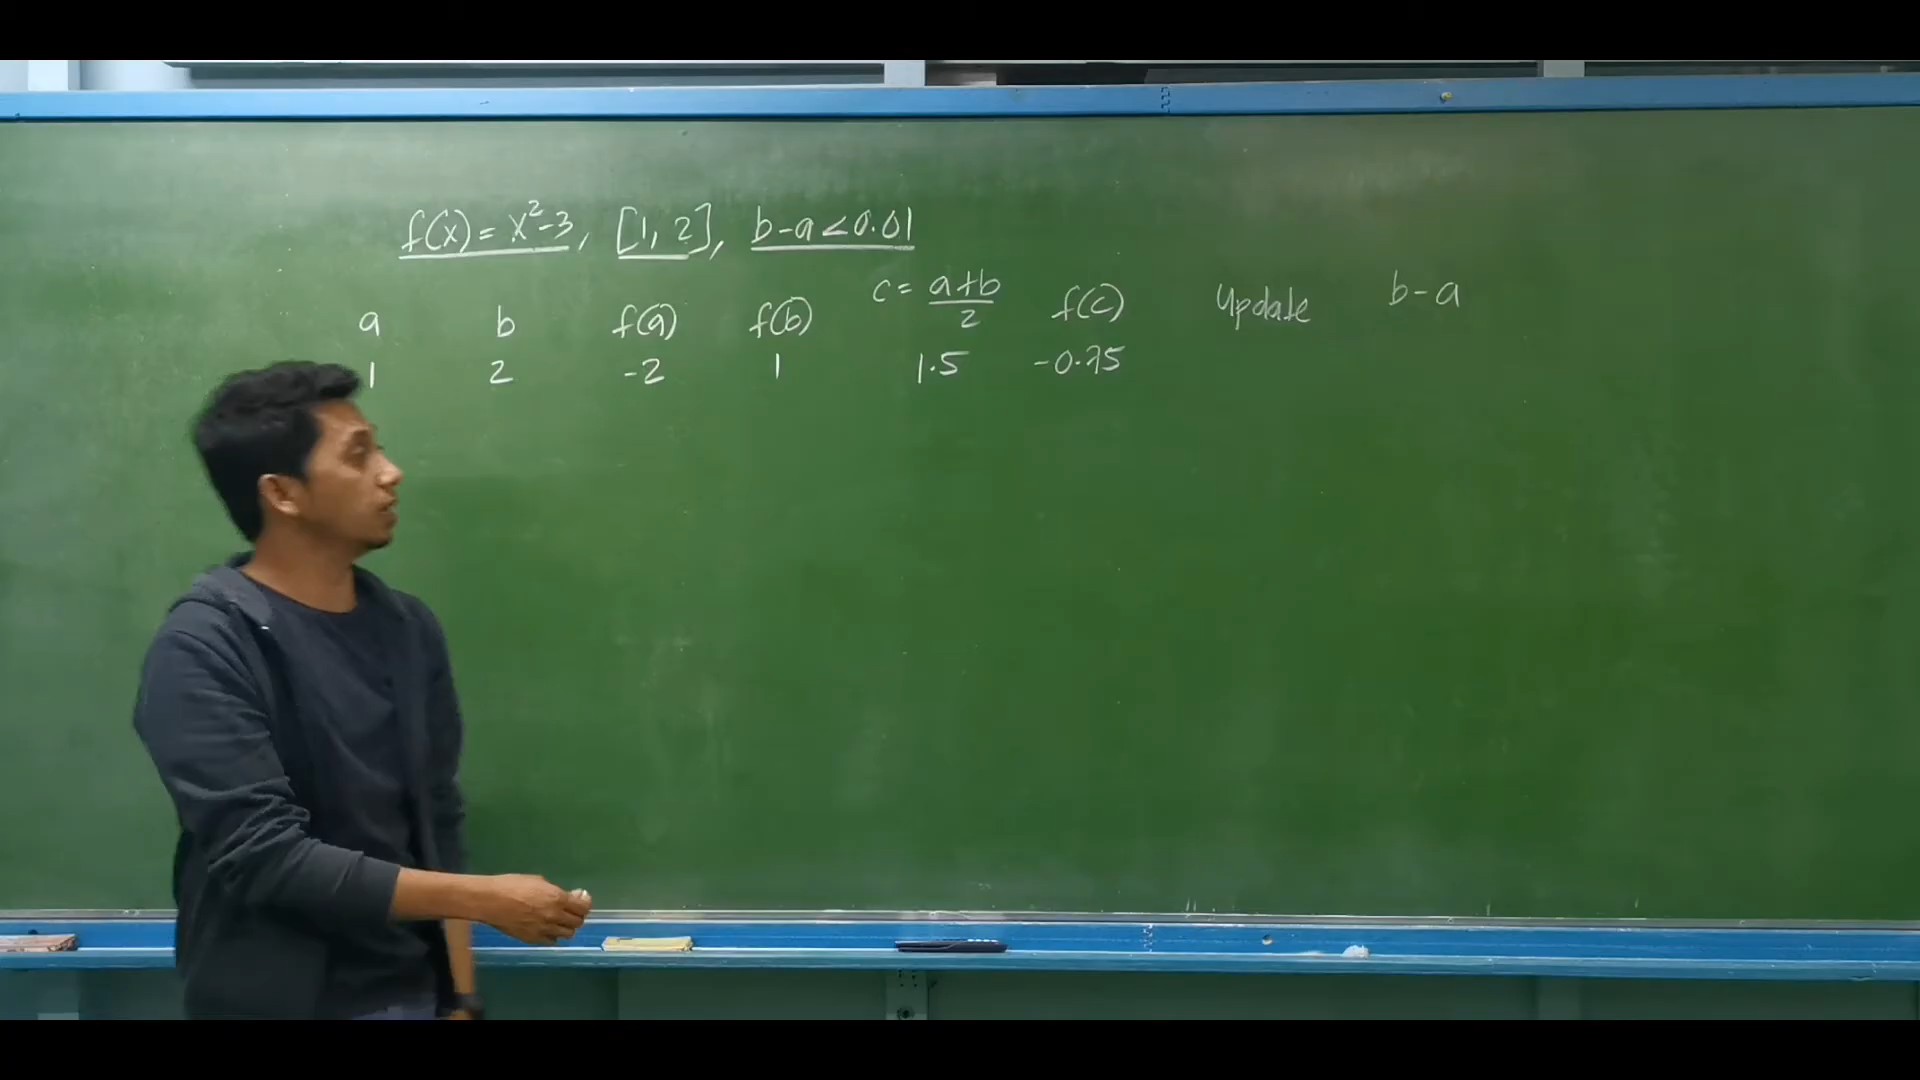 f(x) = x²-3, [1, 2], b-a<0.01
a b f(a) f(b) c = a+b/2 f(c) Update b-a
1 2 -2 1 1.5 -0.75